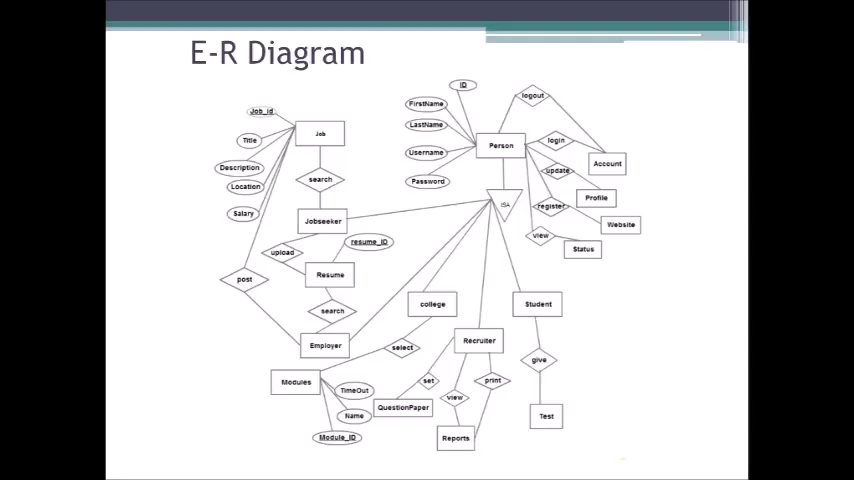 E-R Diagram
ID
logout
FirstName
Job_id
LastName
Job
Title
login
Person
Username
Account
Description
update
search
Password
Location
Profile
ISA
register
Salary
Jobseeker
Website
view
resume_ID
Status
upload
Resume
post
college
Student
search
Recruiter
Employer
select
give
Modules
set
print
TimeOut
view
QuestionPaper
Name
Test
Module_ID
Reports